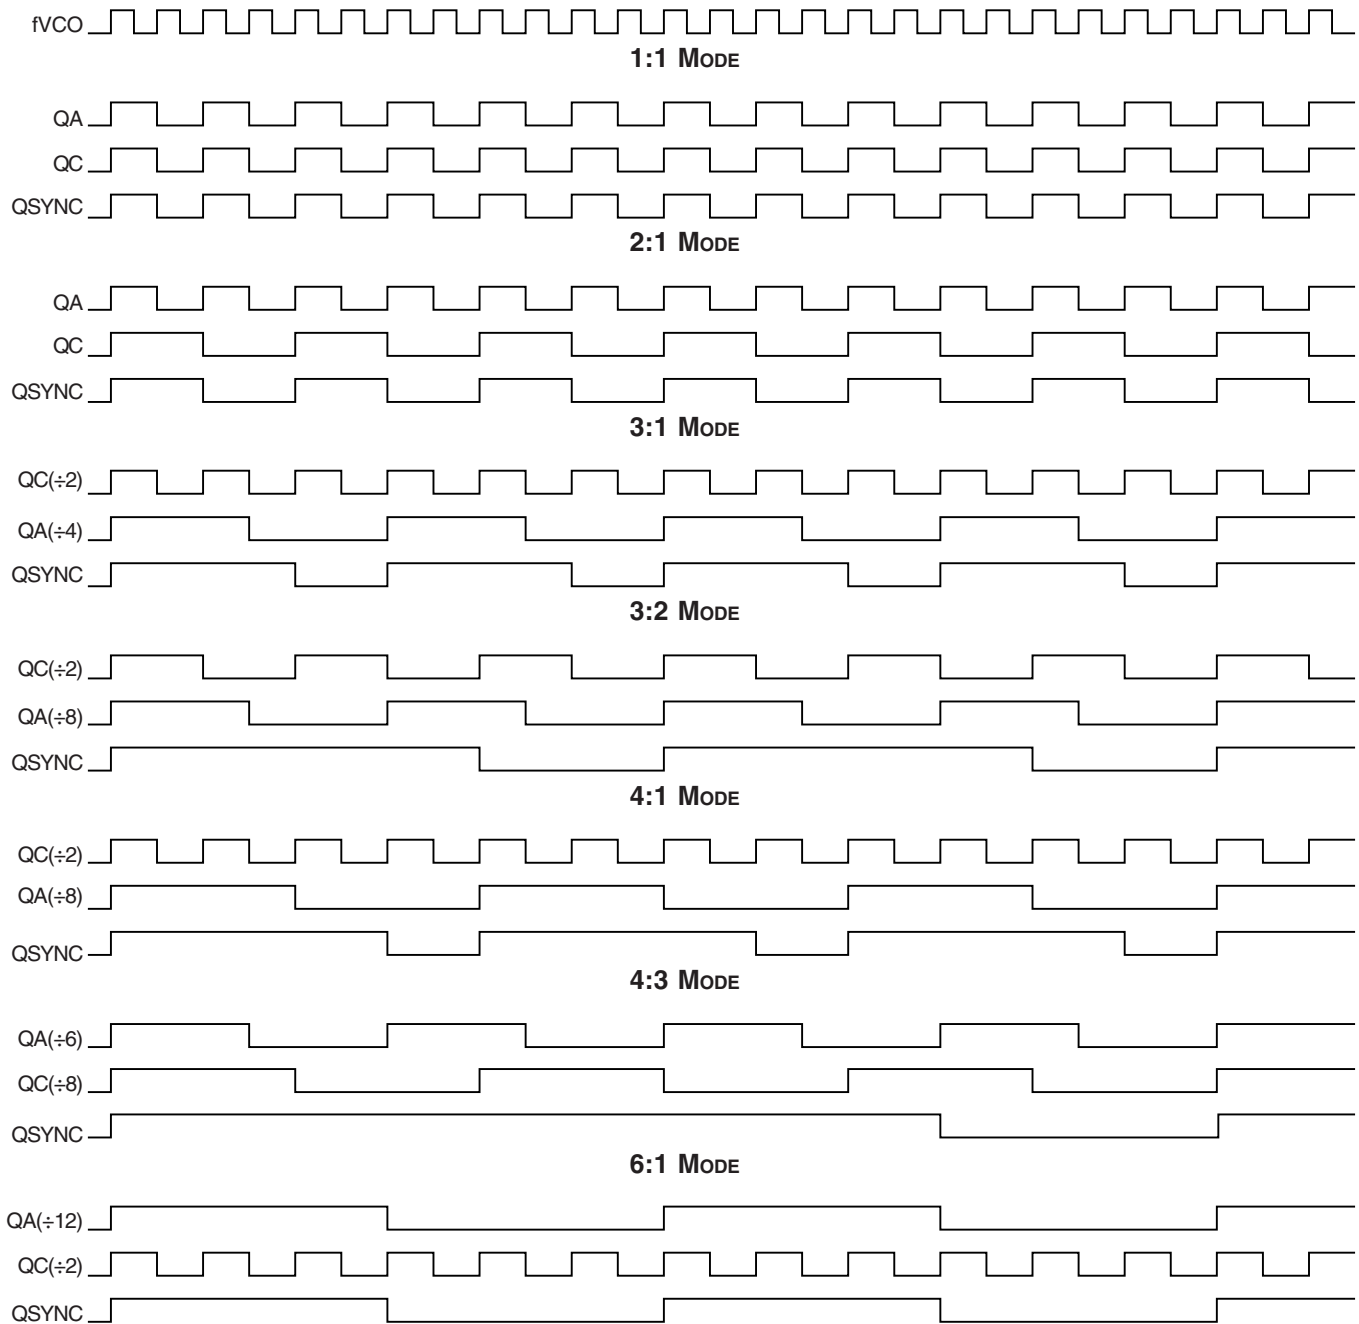 fVCO
1:1 MODE
QA
QC
QSYNC
2:1 MODE
QA
QC
QSYNC
3:1 MODE
QC(÷2)
QA(÷4)
QSYNC
3:2 MODE
QC(÷2)
QA(÷8)
QSYNC
4:1 MODE
QC(÷2)
QA(÷8)
QSYNC
4:3 MODE
QA(÷6)
QC(÷8)
QSYNC
6:1 MODE
QA(÷12)
QC(÷2)
QSYNC